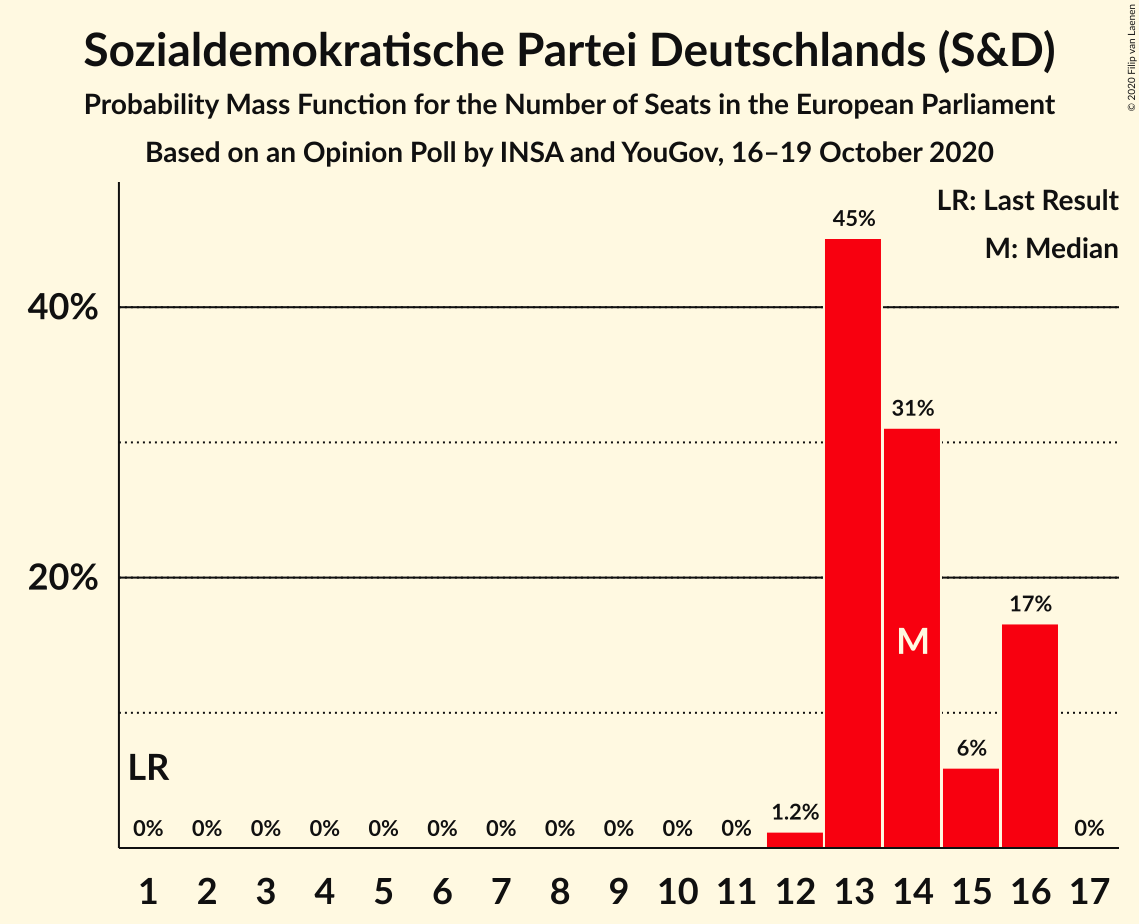 Sozialdemokratische Partei Deutschlands (S&D)
Probability Mass Function for the Number of Seats in the European Parliament
Based on an Opinion Poll by INSA and YouGov, 16–19 October 2020
© 2020 Filip van Laenen
LR: Last Result
M: Median
45%
40%
31%
20%
17%
M
6%
LR
1.2%
0% 0% 0% 0% 0% 0% 0% 0% 0% 0% 0% 0%
1 2 3 4 5 6 7 8 9 10 11 12 13 14 15 16 17